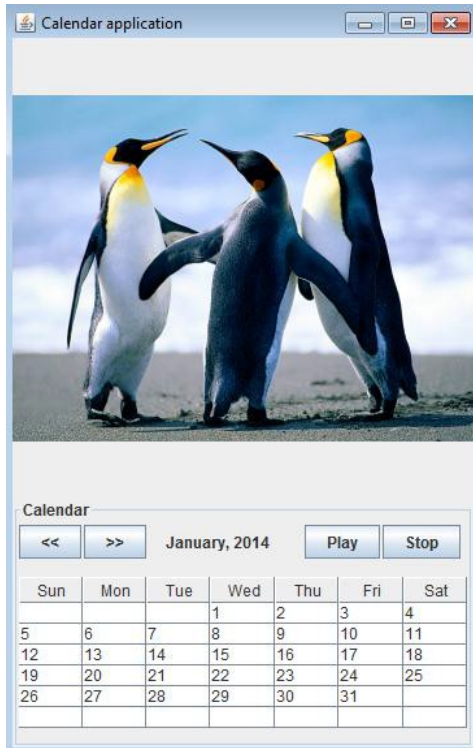 Calendar application
Calendar
<< >> January, 2014 Play Stop
Sun Mon Tue Wed Thu Fri Sat
1 2 3 4
5 6 7 8 9 10 11
12 13 14 15 16 17 18
19 20 21 22 23 24 25
26 27 28 29 30 31